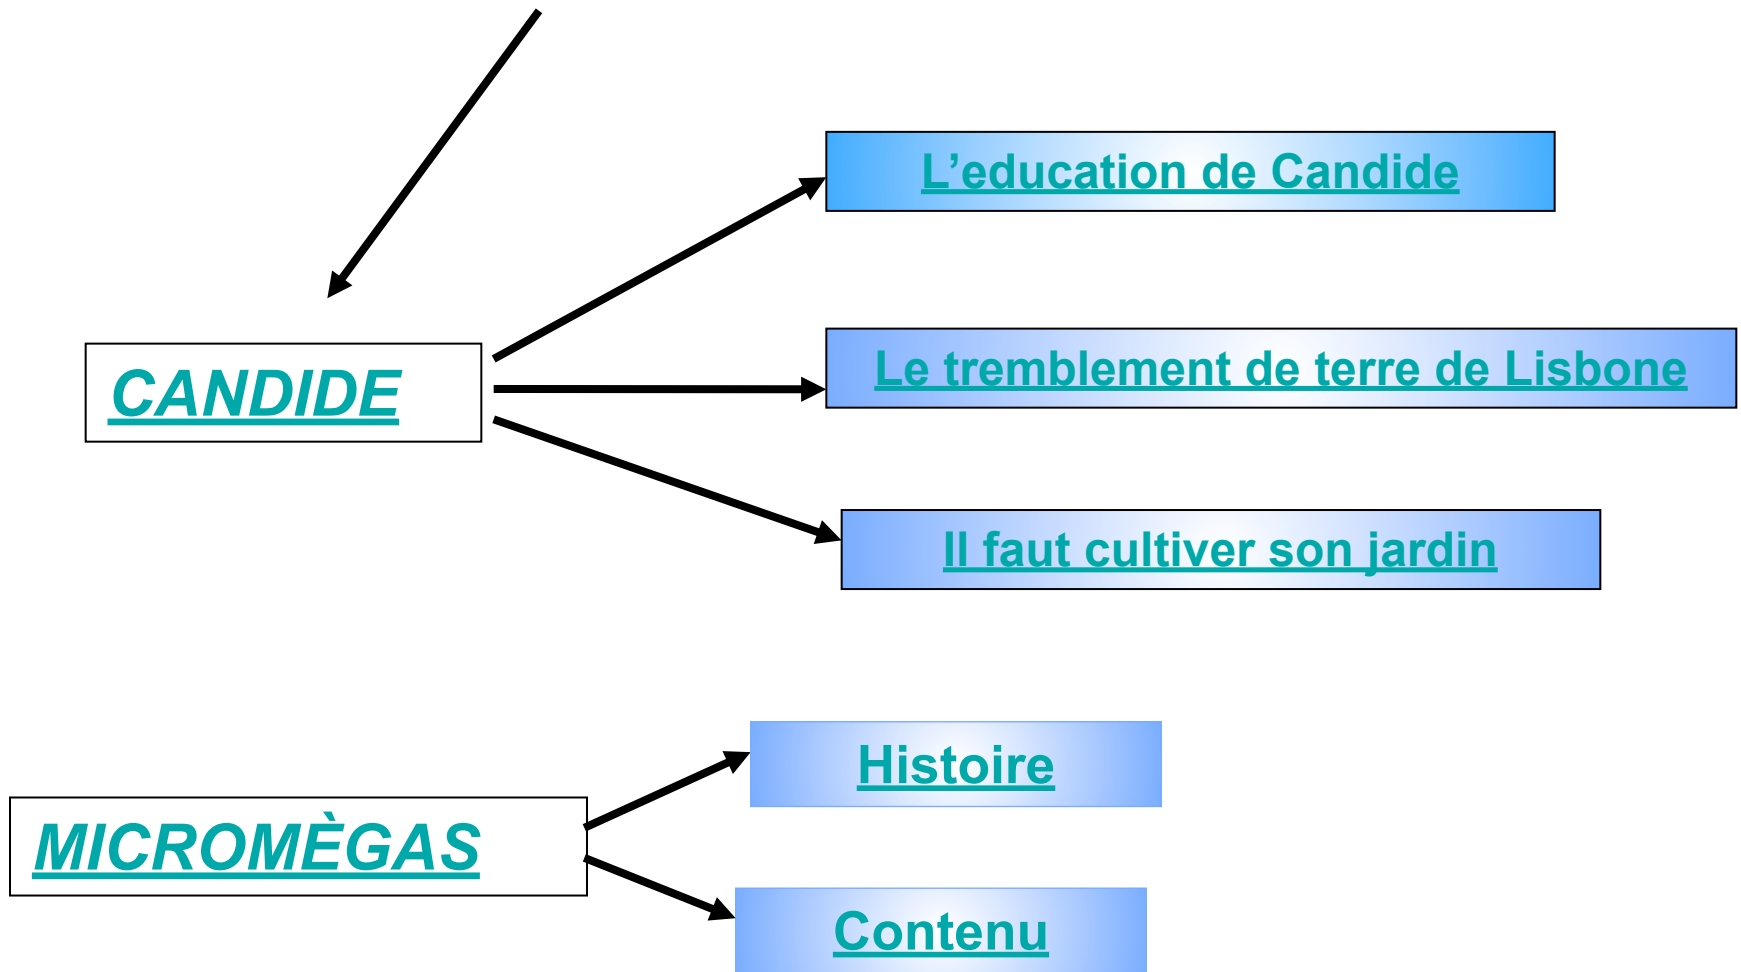 L’education de Candide
CANDIDE
Le tremblement de terre de Lisbone
Il faut cultiver son jardin
MICROMÈGAS
Histoire
Contenu